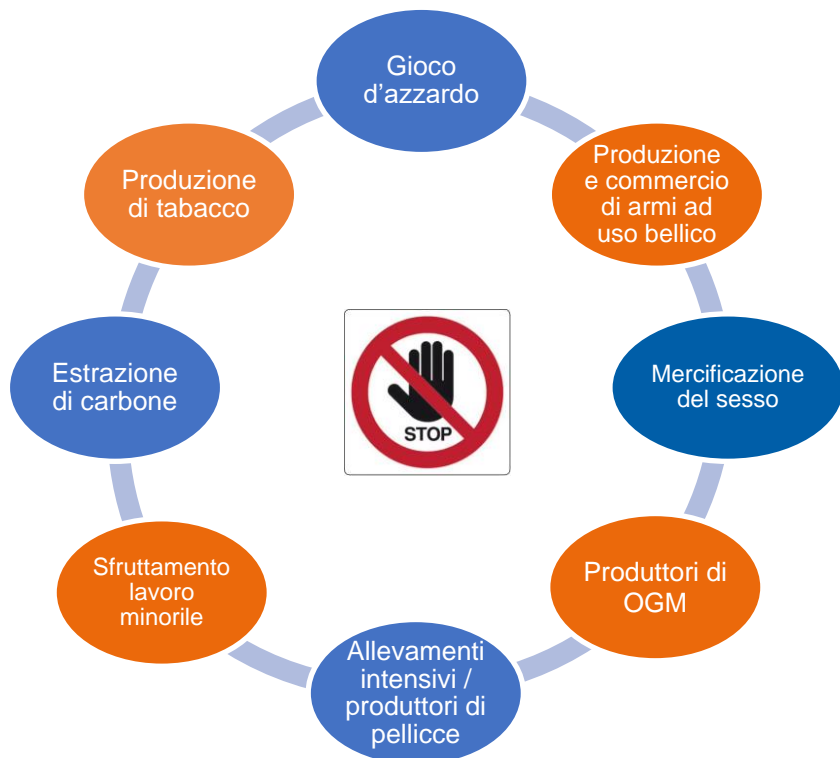 Gioco
d'azzardo
Produzione
e commercio
di armi ad
uso bellico
Mercificazione
del sesso
Produttori di
OGM
Allevamenti
intensivi /
produttori di
pellicce
Sfruttamento
lavoro
minorile
Estrazione
di carbone
Produzione
di tabacco
STOP